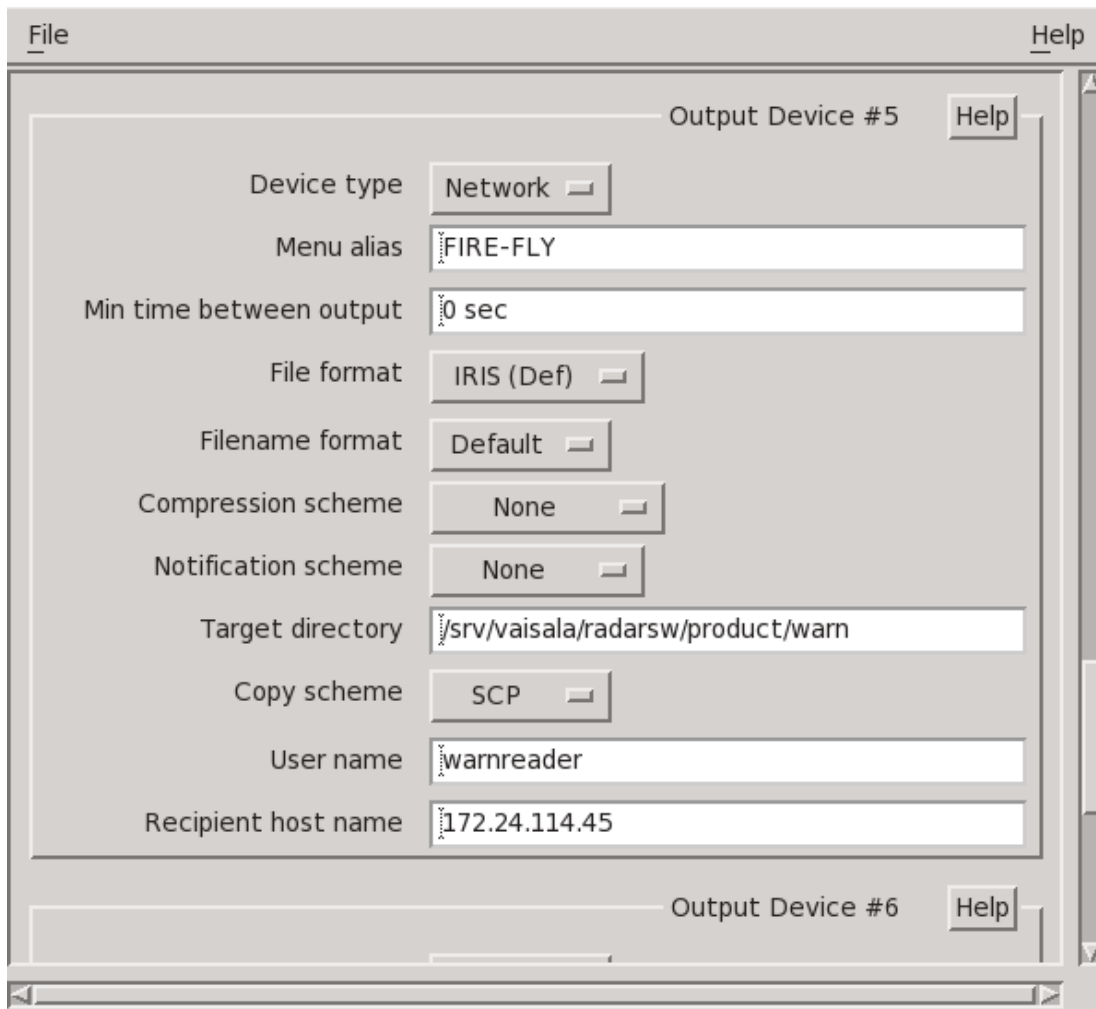 File Help
Output Device #5 Help
Device type Network
Menu alias FIRE-FLY
Min time between output 0 sec
File format IRIS (Def)
Filename format Default
Compression scheme None
Notification scheme None
Target directory /srv/vaisala/radarsw/product/warn
Copy scheme SCP
User name warnreader
Recipient host name 172.24.114.45
Output Device #6 Help